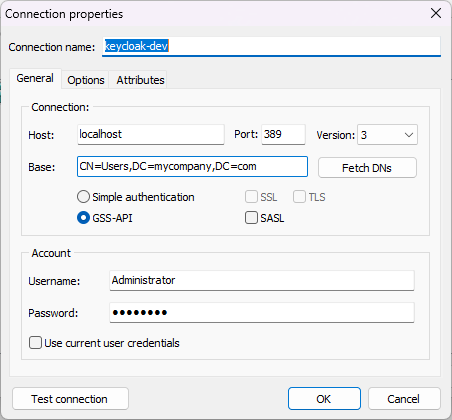 Connection properties
Connection name: keycloak-dev
General Options Attributes
Connection:
Host: localhost Port: 389 Version: 3
Base: CN=Users,DC=mycompany,DC=com Fetch DNs
Simple authentication SSL TLS
GSS-API SASL
Account
Username: Administrator
Password: ●●●●●●●●
Use current user credentials
Test connection OK Cancel